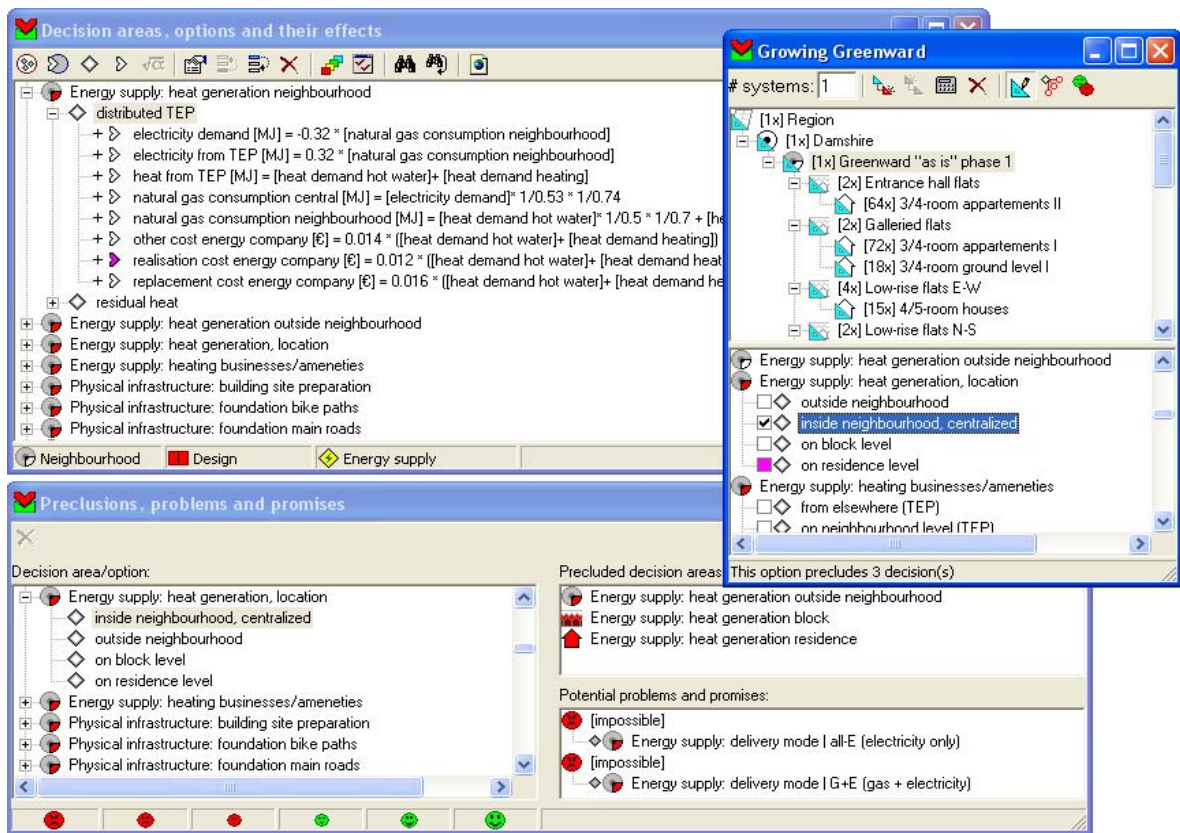 Decision areas, options and their effects
Energy supply: heat generation neighbourhood
distributed TEP
electricity demand [MJ] = -0.32 * [natural gas consumption neighbourhood]
electricity from TEP [MJ] = 0.32 * [natural gas consumption neighbourhood]
heat from TEP [MJ] = [heat demand hot water]+ [heat demand heating]
natural gas consumption central [MJ] = [electricity demand]* 1/0.53 * 1/0.74
natural gas consumption neighbourhood [MJ] = [heat demand hot water]* 1/0.5 * 1/0.7 + [he
other cost energy company [€] = 0.014 * ([heat demand hot water]+ [heat demand heating])
realisation cost energy company [€] = 0.012 * ([heat demand hot water]+ [heat demand heat
replacement cost energy company [€] = 0.016 * ([heat demand hot water]+ [heat demand he
residual heat
Energy supply: heat generation outside neighbourhood
Energy supply: heat generation, location
Energy supply: heating businesses/ameneties
Physical infrastructure: building site preparation
Physical infrastructure: foundation bike paths
Physical infrastructure: foundation main roads
Neighbourhood Design Energy supply
Growing Greenward
# systems: 1
[1x] Region
[1x] Damshire
[1x] Greenward "as is" phase 1
[2x] Entrance hall flats
[64x] 3/4-room appartements II
[2x] Galleried flats
[72x] 3/4-room appartements I
[18x] 3/4-room ground level I
[4x] Low-rise flats E-W
[15x] 4/5-room houses
[2x] Low-rise flats N-S
Energy supply: heat generation outside neighbourhood
Energy supply: heat generation, location
outside neighbourhood
inside neighbourhood, centralized
on block level
on residence level
Energy supply: heating businesses/ameneties
from elsewhere (TEP)
on neighbourhood level (TEP)
This option precludes 3 decision(s)
Preclusions, problems and promises
Decision area/option:
Energy supply: heat generation, location
inside neighbourhood, centralized
outside neighbourhood
on block level
on residence level
Energy supply: heating businesses/ameneties
Physical infrastructure: building site preparation
Physical infrastructure: foundation bike paths
Physical infrastructure: foundation main roads
Precluded decision areas
Energy supply: heat generation outside neighbourhood
Energy supply: heat generation block
Energy supply: heat generation residence
Potential problems and promises:
[impossible]
Energy supply: delivery mode | all-E (electricity only)
[impossible]
Energy supply: delivery mode | G+E (gas + electricity)